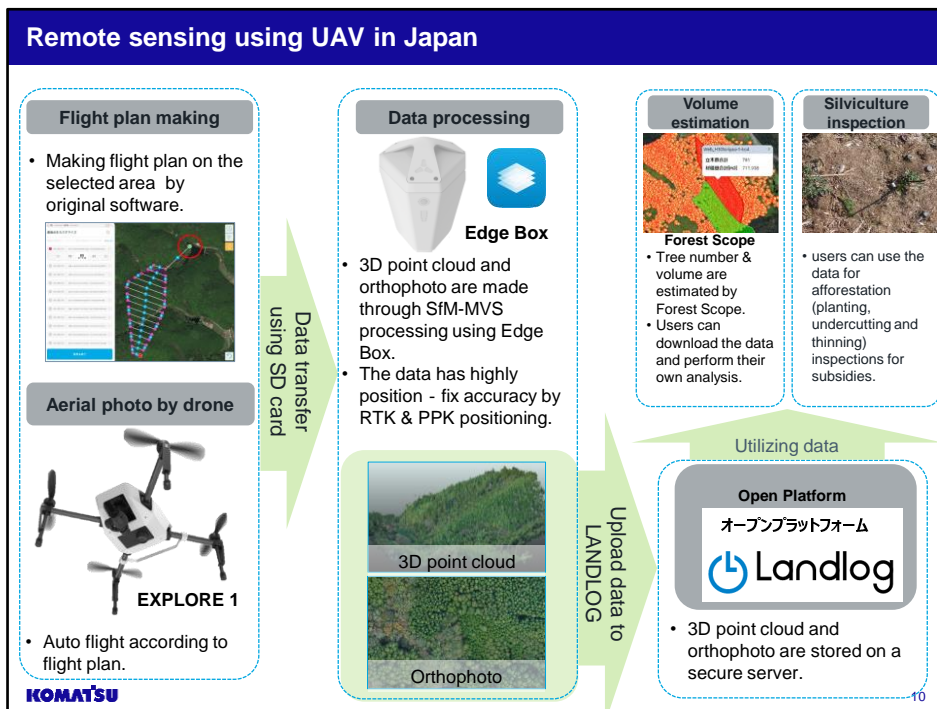 Remote sensing using UAV in Japan
Flight plan making
• Making flight plan on the
selected area by
original software.
Aerial photo by drone
EXPLORE 1
• Auto flight according to
flight plan.
Data transfer
using SD card
Data processing
Edge Box
• 3D point cloud and
orthophoto are made
through SfM-MVS
processing using Edge
Box.
• The data has highly
position - fix accuracy by
RTK & PPK positioning.
3D point cloud
Orthophoto
Upload data to
LANDLOG
Volume
estimation
Forest Scope
• Tree number &
volume are
estimated by
Forest Scope.
• Users can
download the data
and perform their
own analysis.
Silviculture
inspection
• users can use the
data for
afforestation
(planting,
undercutting and
thinning)
inspections for
subsidies.
Utilizing data
Open Platform
オープンプラットフォーム
Landlog
• 3D point cloud and
orthophoto are stored on a
secure server.
KOMATSU
10